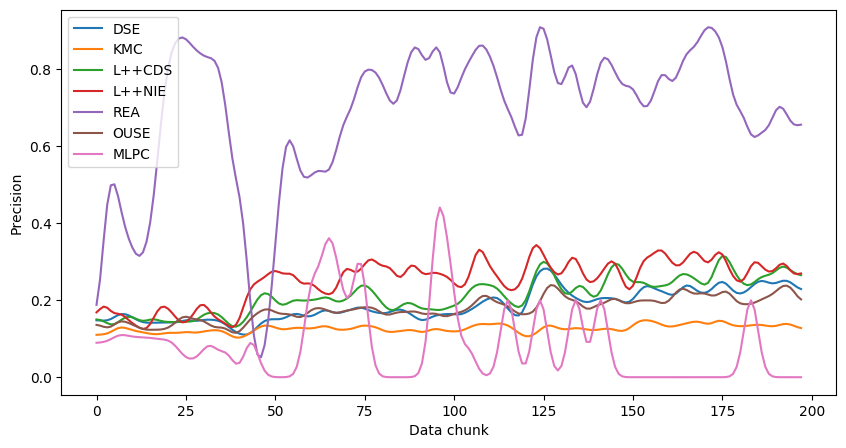 DSE
KMC
L++CDS
L++NIE
REA
OUSE
MLPC
Precision
0.8
0.6
0.4
0.2
0.0
0
25
50
75
100
125
150
175
200
Data chunk